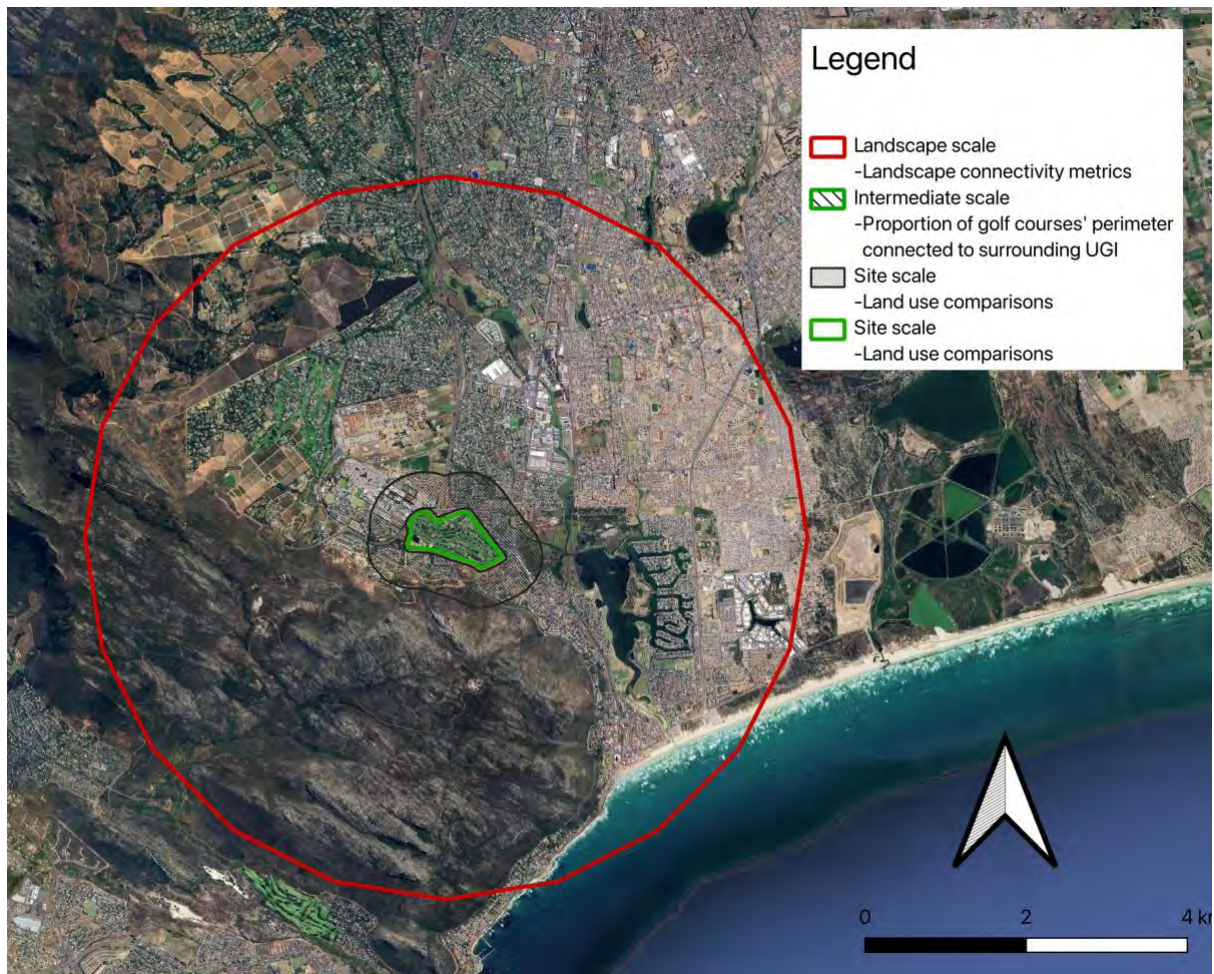 Legend
Landscape scale
-Landscape connectivity metrics
Intermediate scale
-Proportion of golf courses' perimeter
connected to surrounding UGI
Site scale
-Land use comparisons
Site scale
-Land use comparisons
0 2 4 km